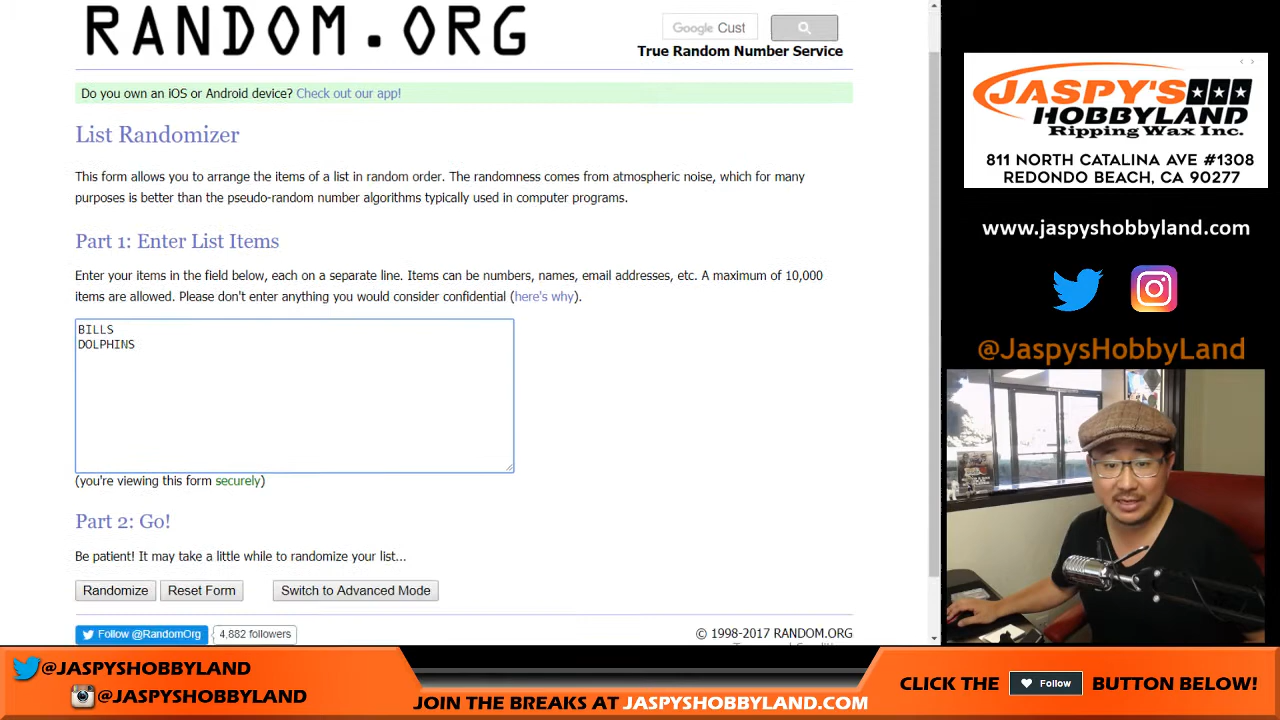 RANDOM.ORG
Google Cust
True Random Number Service
Do you own an iOS or Android device? Check out our app!
List Randomizer
This form allows you to arrange the items of a list in random order. The randomness comes from atmospheric noise, which for many
purposes is better than the pseudo-random number algorithms typically used in computer programs.
Part 1: Enter List Items
Enter your items in the field below, each on a separate line. Items can be numbers, names, email addresses, etc. A maximum of 10,000
items are allowed. Please don't enter anything you would consider confidential (here's why).
BILLS
DOLPHINS
(you're viewing this form securely)
Part 2: Go!
Be patient! It may take a little while to randomize your list...
Randomize
Reset Form
Switch to Advanced Mode
Follow @RandomOrg
4,882 followers
© 1998-2017 RANDOM.ORG
JASPY'S
HOBBYLAND
Ripping Wax Inc.
811 NORTH CATALINA AVE #1308
REDONDO BEACH, CA 90277
www.jaspyshobbyland.com
@JaspysHobbyLand
@JASPYSHOBBYLAND
@JASPYSHOBBYLAND
JOIN THE BREAKS AT JASPYSHOBBYLAND.COM
CLICK THE Follow BUTTON BELOW!